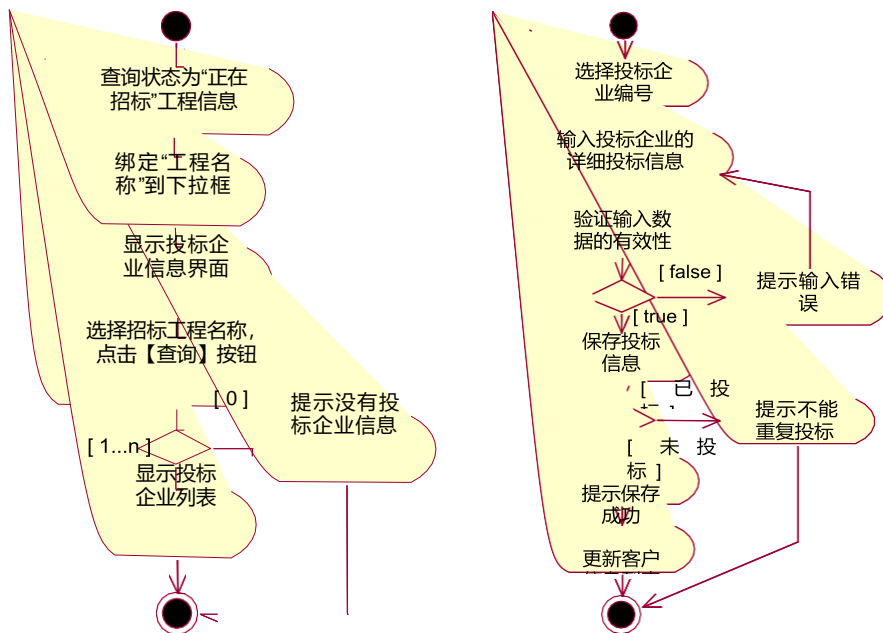 查询状态为“正在
招标”工程信息
绑定“工程名
称”到下拉框
显示投标企
业信息界面
选择招标工程名称，
点击【查询】按钮
[ 0 ]
提示没有投
标企业信息
[ 1...n ]
显示投标
企业列表
选择投标企
业编号
输入投标企业的
详细投标信息
验证输入数
据的有效性
[ false ]
提示输入错
误
[ true ]
保存投标
信息
[ 已 投
提示不能
重复投标
[ 未 投
标 ]
提示保存
成功
更新客户